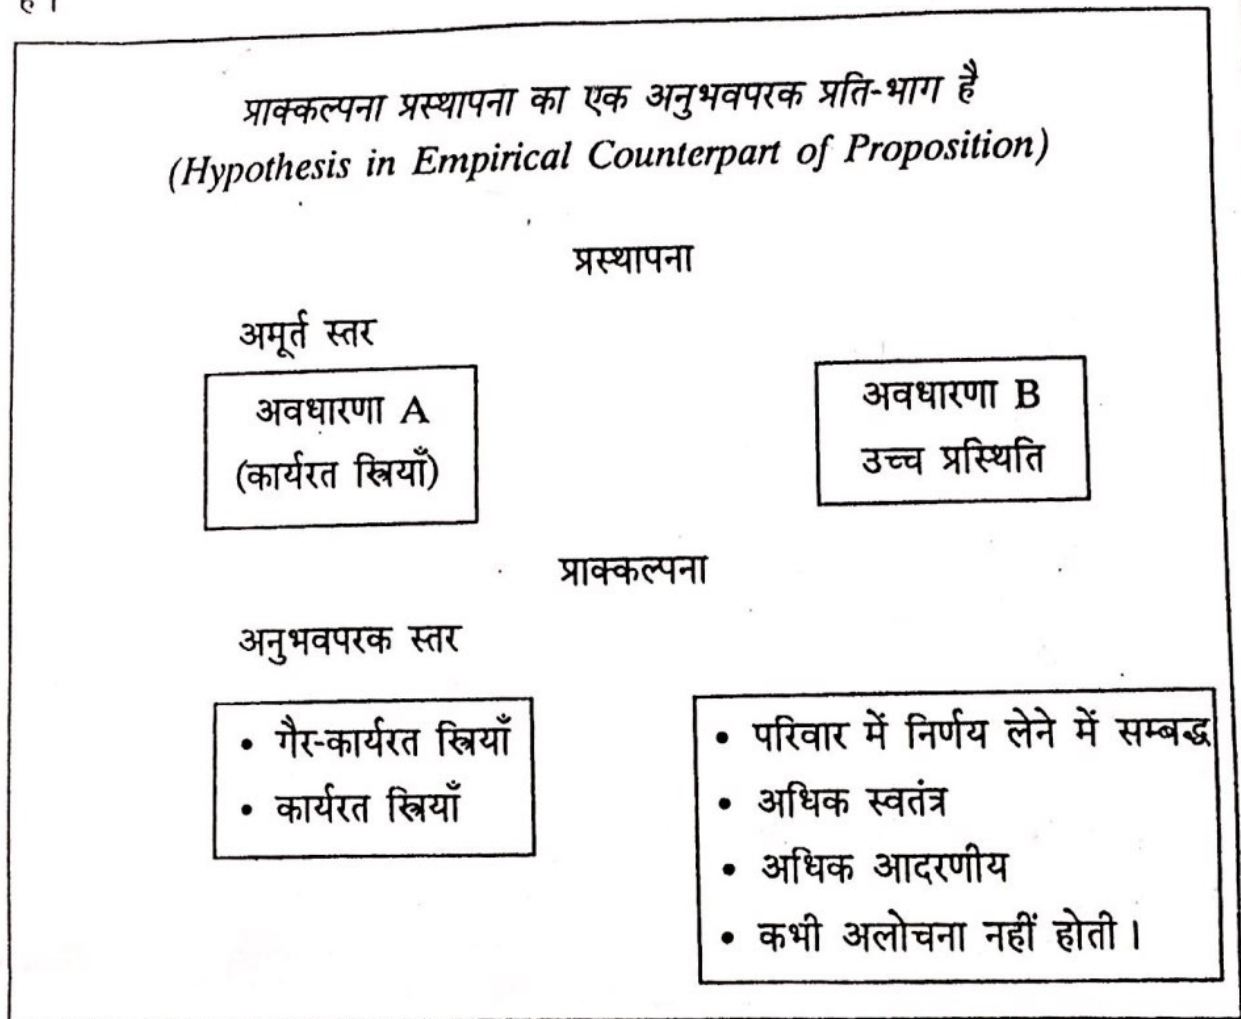 है।
प्राक्कल्पना प्रस्थापना का एक अनुभवपरक प्रति-भाग है
(Hypothesis in Empirical Counterpart of Proposition)
प्रस्थापना
अमूर्त स्तर
अवधारणा A
(कार्यरत स्त्रियाँ)
अवधारणा B
उच्च प्रस्थिति
प्राक्कल्पना
अनुभवपरक स्तर
• गैर-कार्यरत स्त्रियाँ
• कार्यरत स्त्रियाँ
• परिवार में निर्णय लेने में सम्बद्ध
• अधिक स्वतंत्र
• अधिक आदरणीय
• कभी अलोचना नहीं होती।